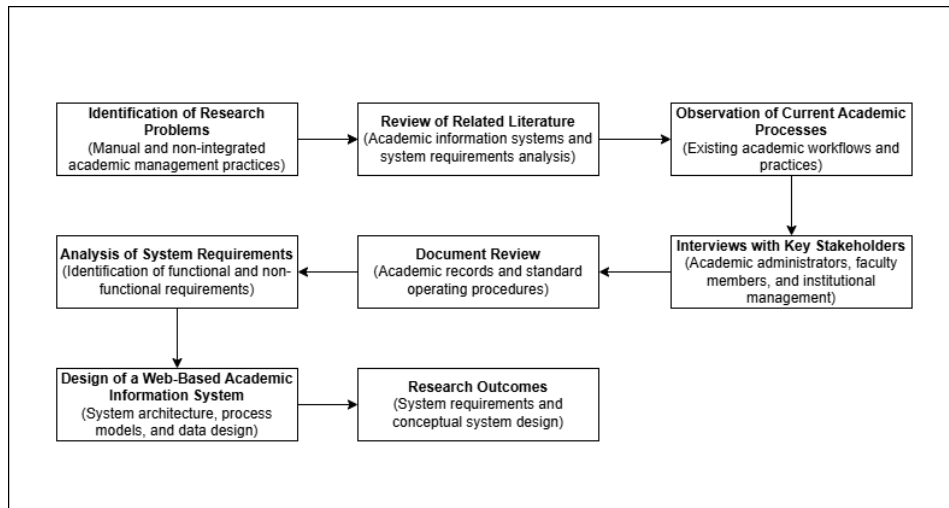 Identification of Research
Problems
(Manual and non-integrated
academic management practices)
Review of Related Literature
(Academic information systems and
system requirements analysis)
Observation of Current Academic
Processes
(Existing academic workflows and
practices)
Interviews with Key Stakeholders
(Academic administrators, faculty
members, and institutional
management)
Document Review
(Academic records and standard
operating procedures)
Analysis of System Requirements
(Identification of functional and non-
functional requirements)
Design of a Web-Based Academic
Information System
(System architecture, process
models, and data design)
Research Outcomes
(System requirements and
conceptual system design)